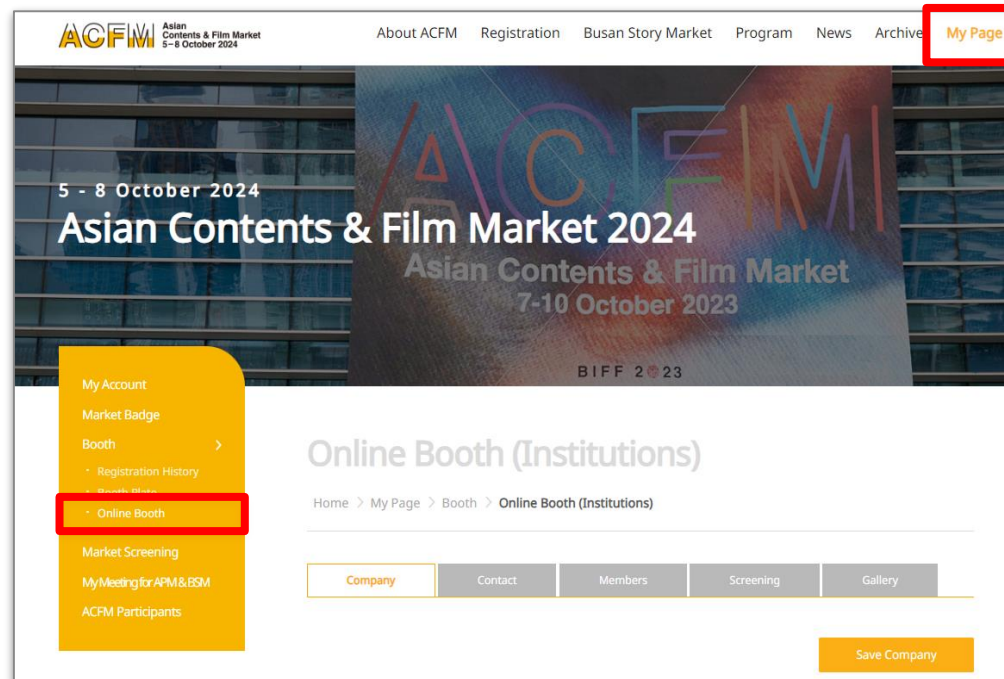 ACFM
Asian
Contents & Film Market
5–8 October 2024
About ACFM Registration Busan Story Market Program News Archive My Page
ACFM
5 - 8 October 2024
Asian Contents & Film Market 2024
Asian Contents & Film Market
7-10 October 2023
BIFF 2023
My Account
Market Badge
Booth
Registration History
Booth Plate
Online Booth
Market Screening
My Meeting for APM & BSM
ACFM Participants
Online Booth (Institutions)
Home > My Page > Booth > Online Booth (Institutions)
Company Contact Members Screening Gallery
Save Company